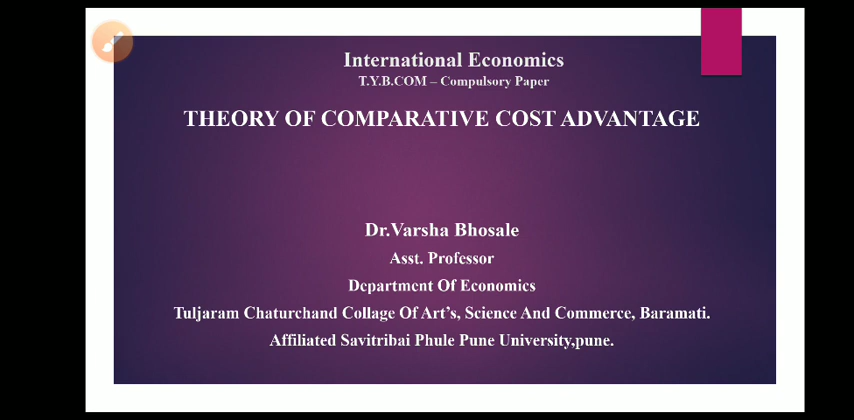 International Economics
T.Y.B.COM – Compulsory Paper
THEORY OF COMPARATIVE COST ADVANTAGE
Dr.Varsha Bhosale
Asst. Professor
Department Of Economics
Tuljaram Chaturchand Collage Of Art's, Science And Commerce, Baramati.
Affiliated Savitribai Phule Pune University,pune.